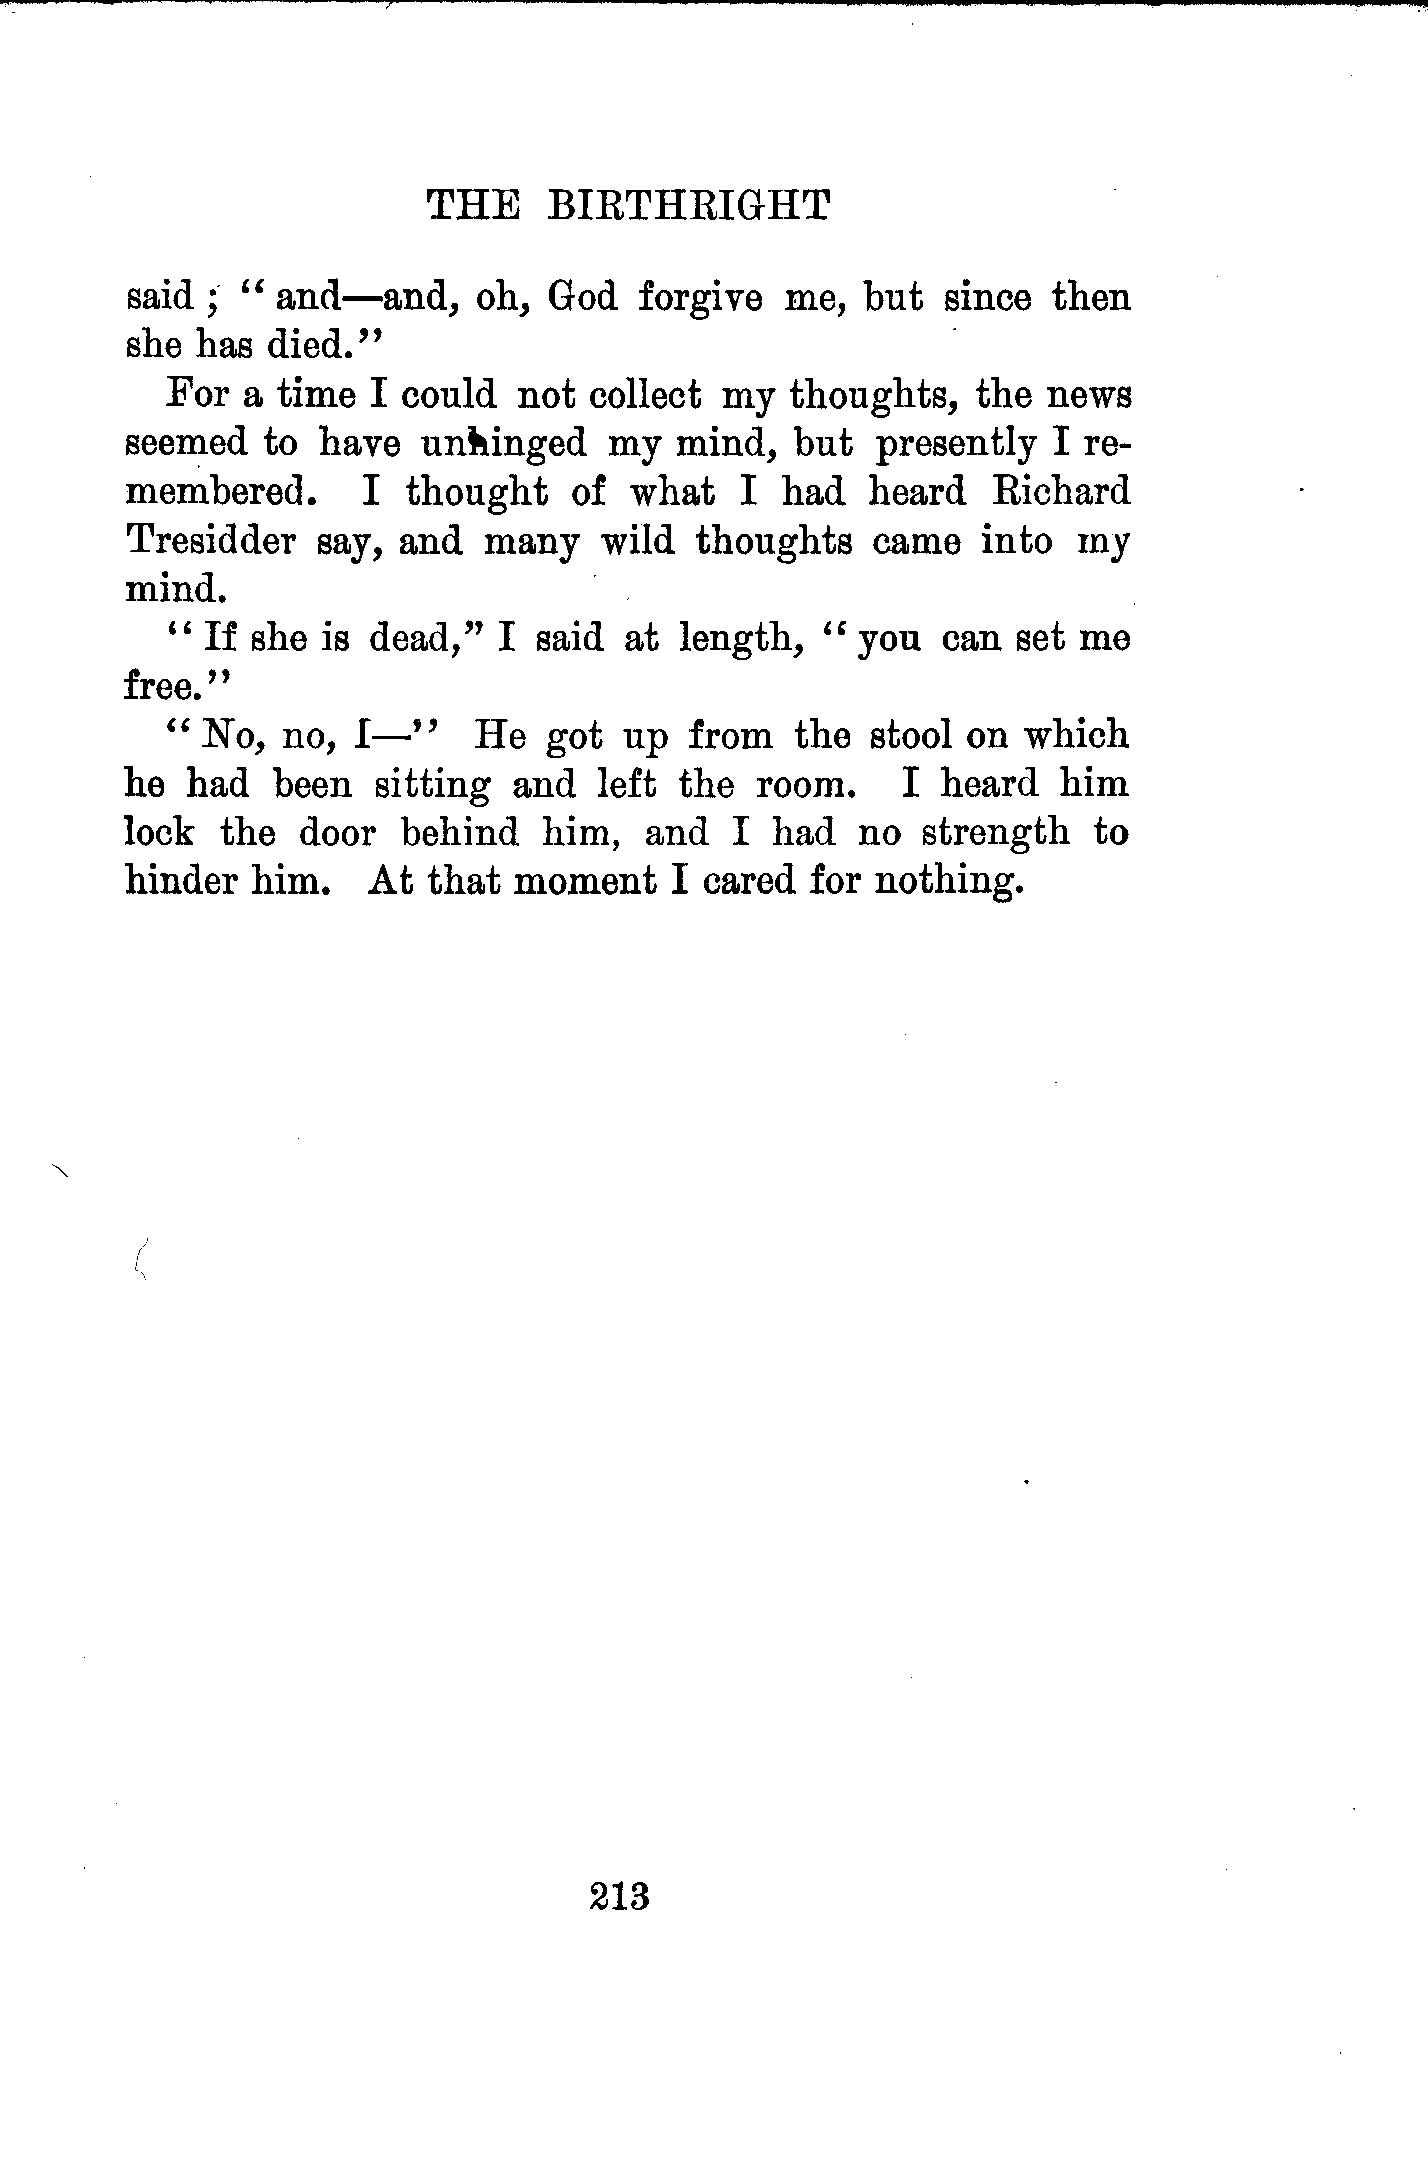 THE BIRTHRIGHT
said ; “ and—and, oh, God forgive me, but since then
she has died.”
For a time I could not collect my thoughts, the news
seemed to have unhinged my mind, but presently I re-
membered. I thought of what I had heard Richard
Tresidder say, and many wild thoughts came into my
mind.
“ If she is dead,” I said at length, “ you can set me
free.”
“ No, no, I—” He got up from the stool on which
he had been sitting and left the room. I heard him
lock the door behind him, and I had no strength to
hinder him. At that moment I cared for nothing.
213